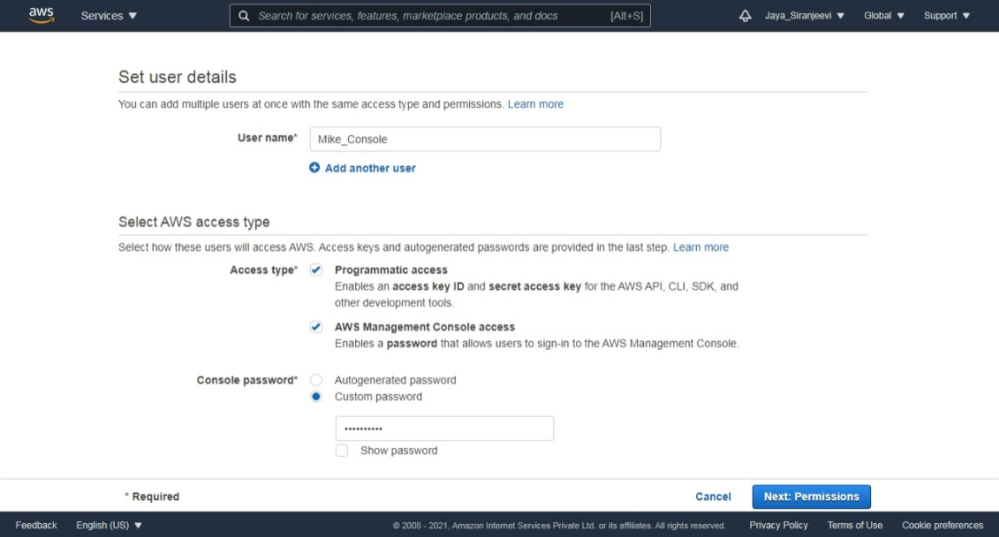 aws Services Search for services, features, marketplace products, and docs [Alt+S] Jaya_Siranjeevi Global Support
Set user details
You can add multiple users at once with the same access type and permissions. Learn more
User name* Mike_Console
Add another user
Select AWS access type
Select how these users will access AWS. Access keys and autogenerated passwords are provided in the last step. Learn more
Access type* Programmatic access
Enables an access key ID and secret access key for the AWS API, CLI, SDK, and
other development tools.
AWS Management Console access
Enables a password that allows users to sign-in to the AWS Management Console.
Console password* Autogenerated password
Custom password
••••••••••
Show password
* Required Cancel Next: Permissions
Feedback English (US) © 2008 - 2021, Amazon Internet Services Private Ltd. or its affiliates. All rights reserved. Privacy Policy Terms of Use Cookie preferences